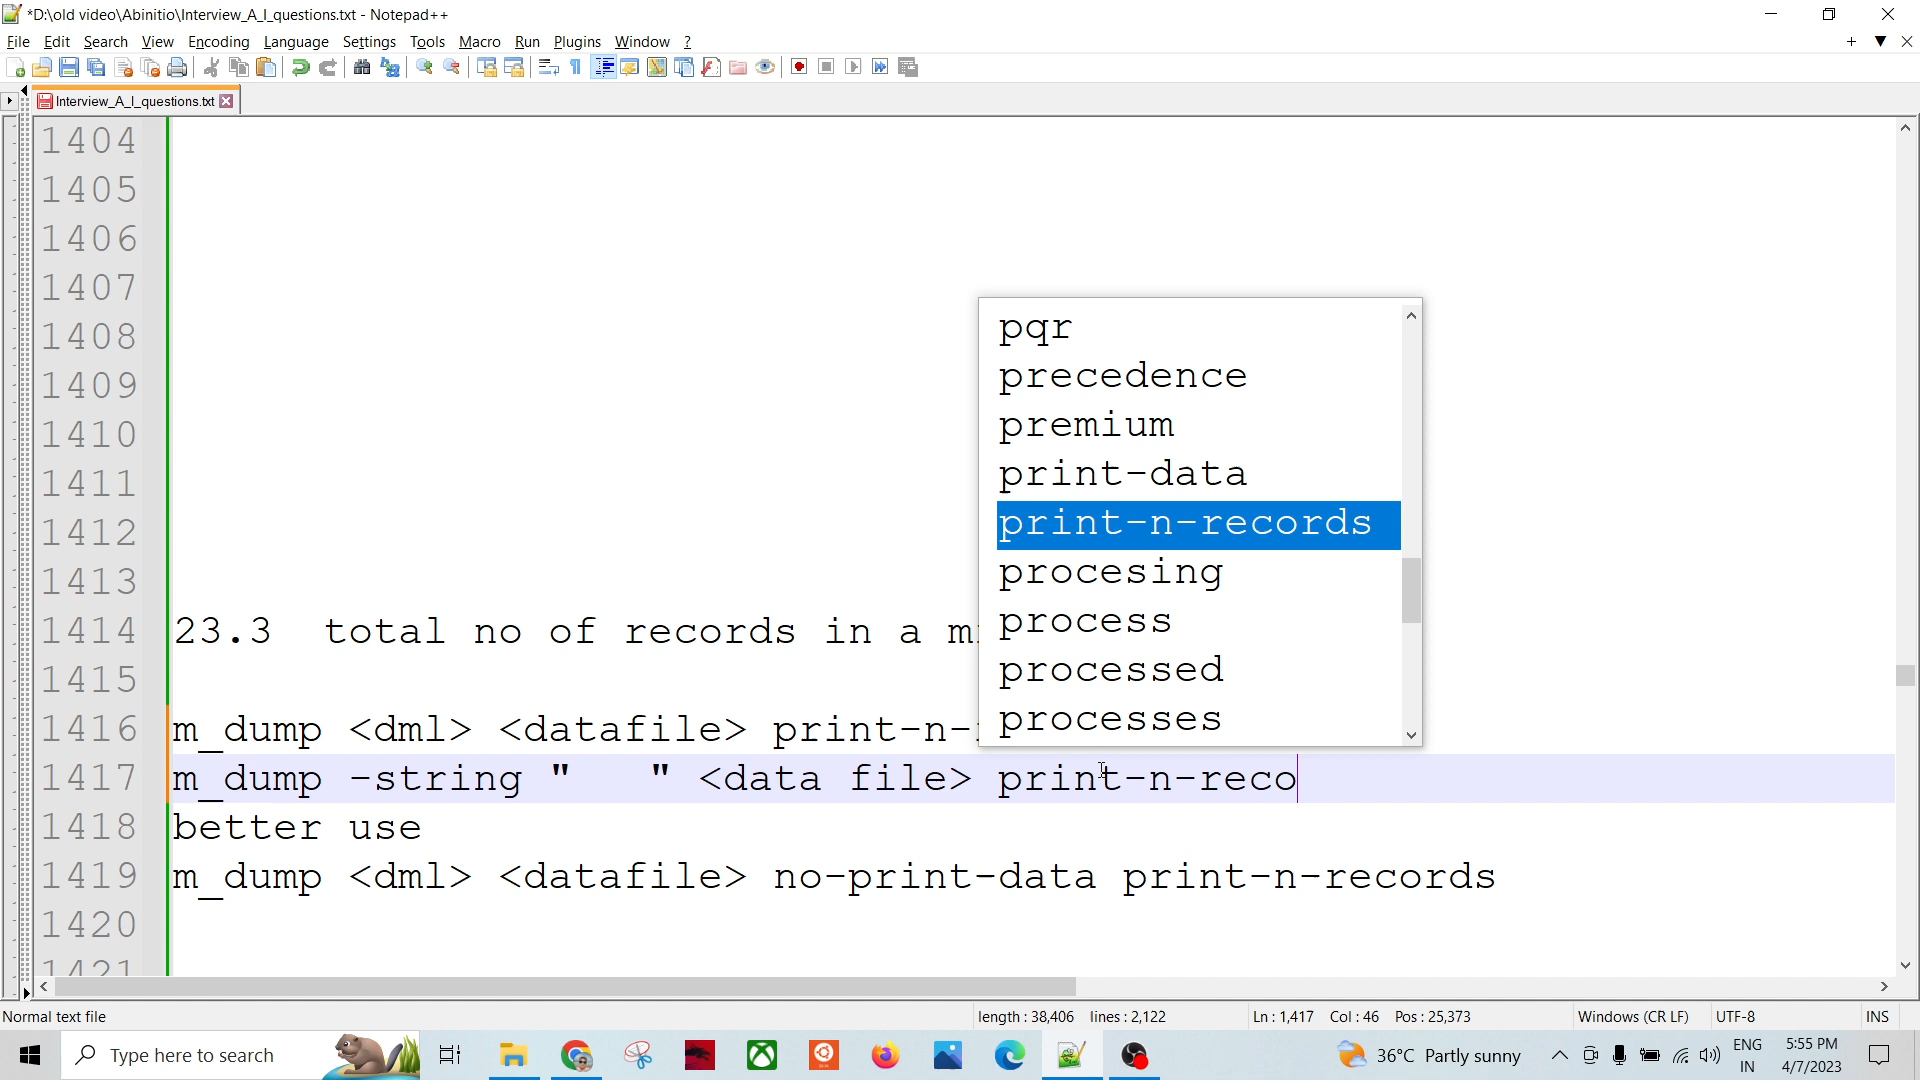 *D:\old video\Abinitio\Interview_A_I_questions.txt - Notepad++
File Edit Search View Encoding Language Settings Tools Macro Run Plugins Window ?
Interview_A_I_questions.txt
1404
1405
1406
1407
1408
1409
1410
1411
1412
1413
1414 23.3 total no of records in a
1415
1416 m_dump <dml> <datafile> print-n-
1417 m_dump -string "   " <data file> print-n-reco
1418 better use
1419 m_dump <dml> <datafile> no-print-data print-n-records
1420
1421
pqr
precedence
premium
print-data
print-n-records
procesing
process
processed
processes
Normal text file length : 38,406 lines : 2,122 Ln : 1,417 Col : 46 Pos : 25,373 Windows (CR LF) UTF-8 INS
Type here to search 36°C Partly sunny ENG IN 5:55 PM 4/7/2023